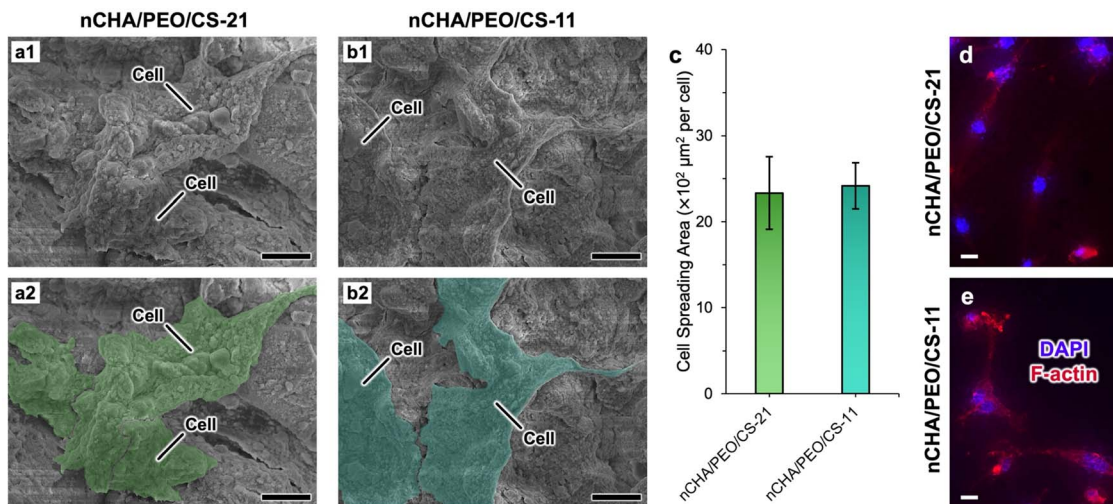 nCHA/PEO/CS-21
nCHA/PEO/CS-11
a1
Cell
Cell
b1
Cell
Cell
a2
Cell
Cell
b2
Cell
Cell
c
Cell Spreading Area (×10² µm² per cell)
40
30
20
10
0
nCHA/PEO/CS-21
nCHA/PEO/CS-11
nCHA/PEO/CS-21
d
nCHA/PEO/CS-11
e
DAPI
F-actin